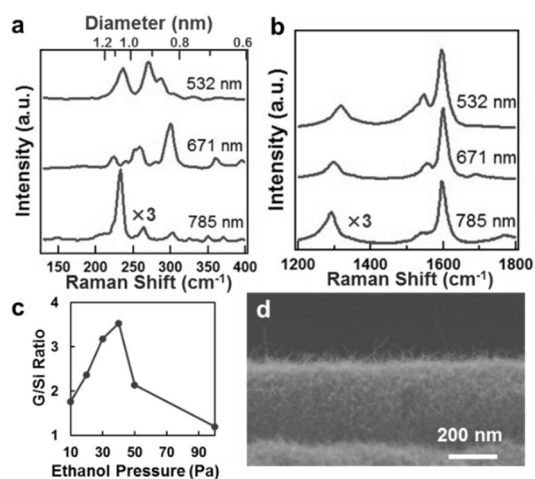 a
Diameter (nm)
1.2 1.0 0.8 0.6
Intensity (a.u.)
532 nm
671 nm
×3
785 nm
150 200 250 300 350 400
Raman Shift (cm-1)
b
Intensity (a.u.)
532 nm
671 nm
×3
785 nm
1200 1400 1600 1800
Raman Shift (cm-1)
c
G/Si Ratio
4
3
2
1
10 30 50 70 90
Ethanol Pressure (Pa)
d
200 nm